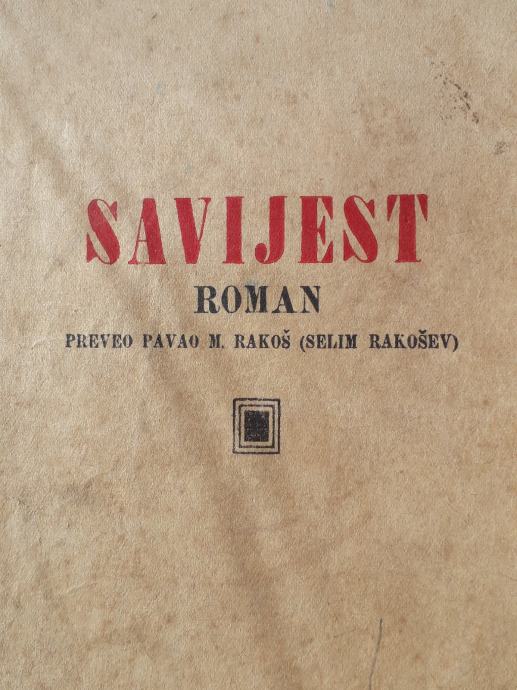 SAVIJEST
ROMAN
PREVEO PAVAO M. RAKOŠ (SELIM RAKOŠEV)